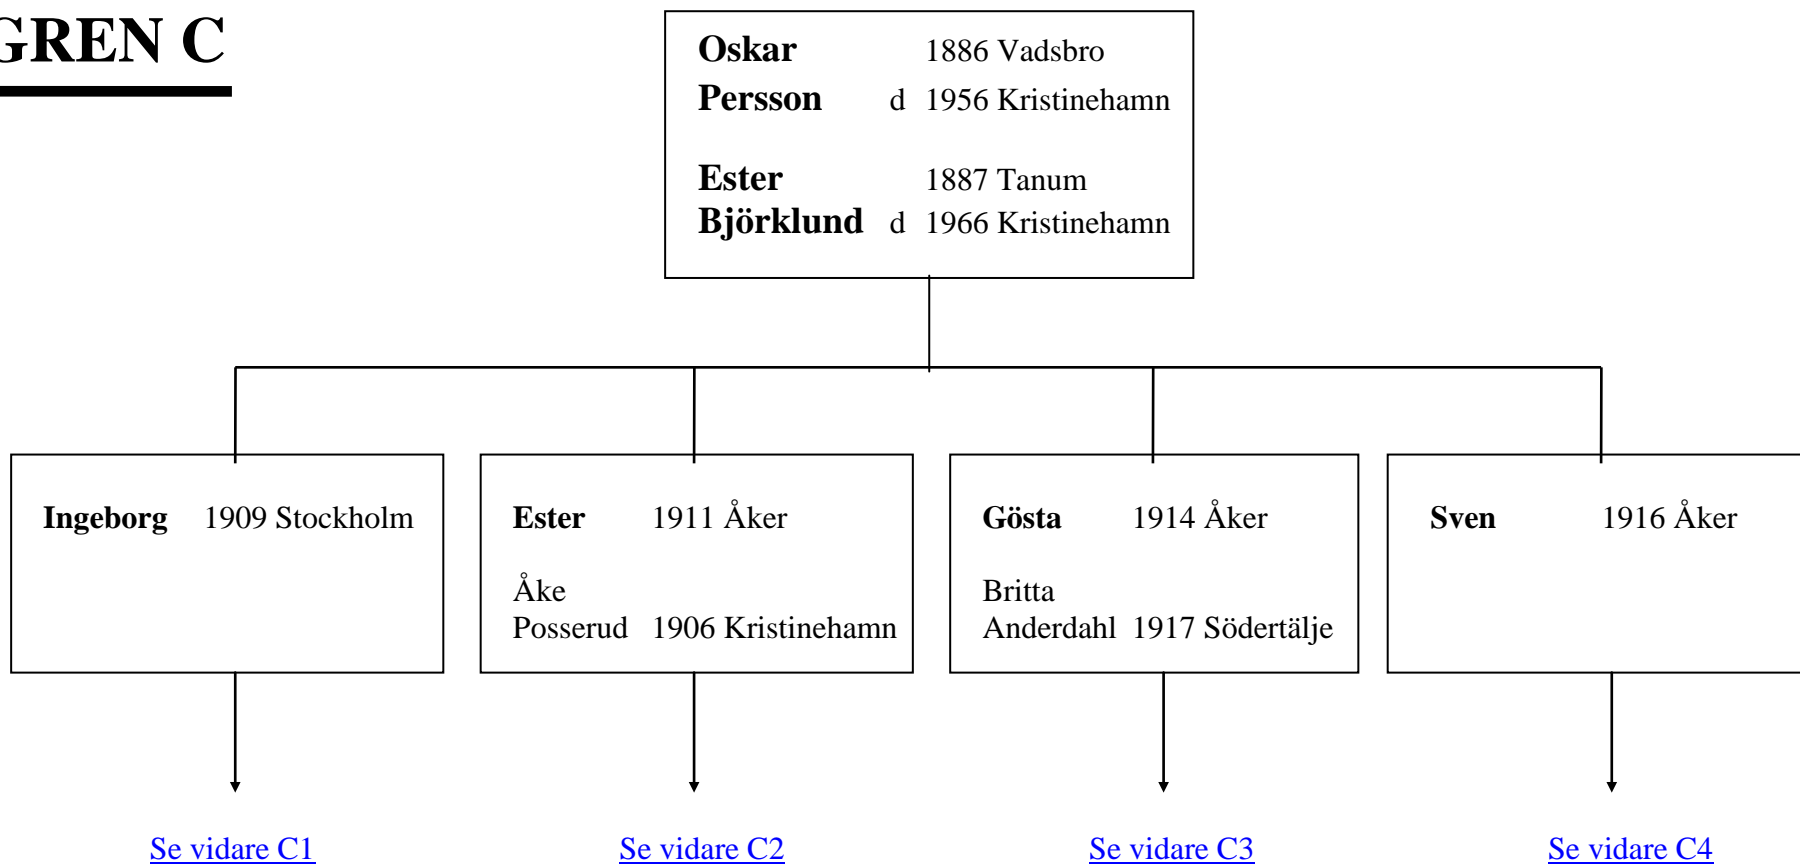 GREN C
Oskar 1886 Vadsbro
Persson d 1956 Kristinehamn
Ester 1887 Tanum
Björklund d 1966 Kristinehamn
Ingeborg 1909 Stockholm
Ester 1911 Åker
Åke
Posserud 1906 Kristinehamn
Gösta 1914 Åker
Britta
Anderdahl 1917 Södertälje
Sven 1916 Åker
Se vidare C1
Se vidare C2
Se vidare C3
Se vidare C4